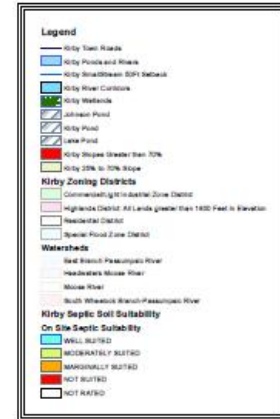 Legend
Kirby Town Roads
Kirby Ponds and Rivers
Kirby SmallStream 50Ft Setback
Kirby River Corridors
Kirby Wetlands
Johnson Pond
Kirby Pond
Lake Pond
Kirby Slopes Greater than 70%
Kirby 25% to 70% Slope
Kirby Zoning Districts
Commercial/Light Industrial Zone District
Highlands District: All Lands greater than 1600 Feet in Elevation
Residential District
Special Flood Zone District
Watersheds
East Branch Passumpsic River
Headwaters Moose River
Moose River
South Wheelock Branch-Passumpsic River
Kirby Septic Soil Suitability
On Site Septic Suitability
WELL SUITED
MODERATELY SUITED
MARGINALLY SUITED
NOT SUITED
NOT RATED